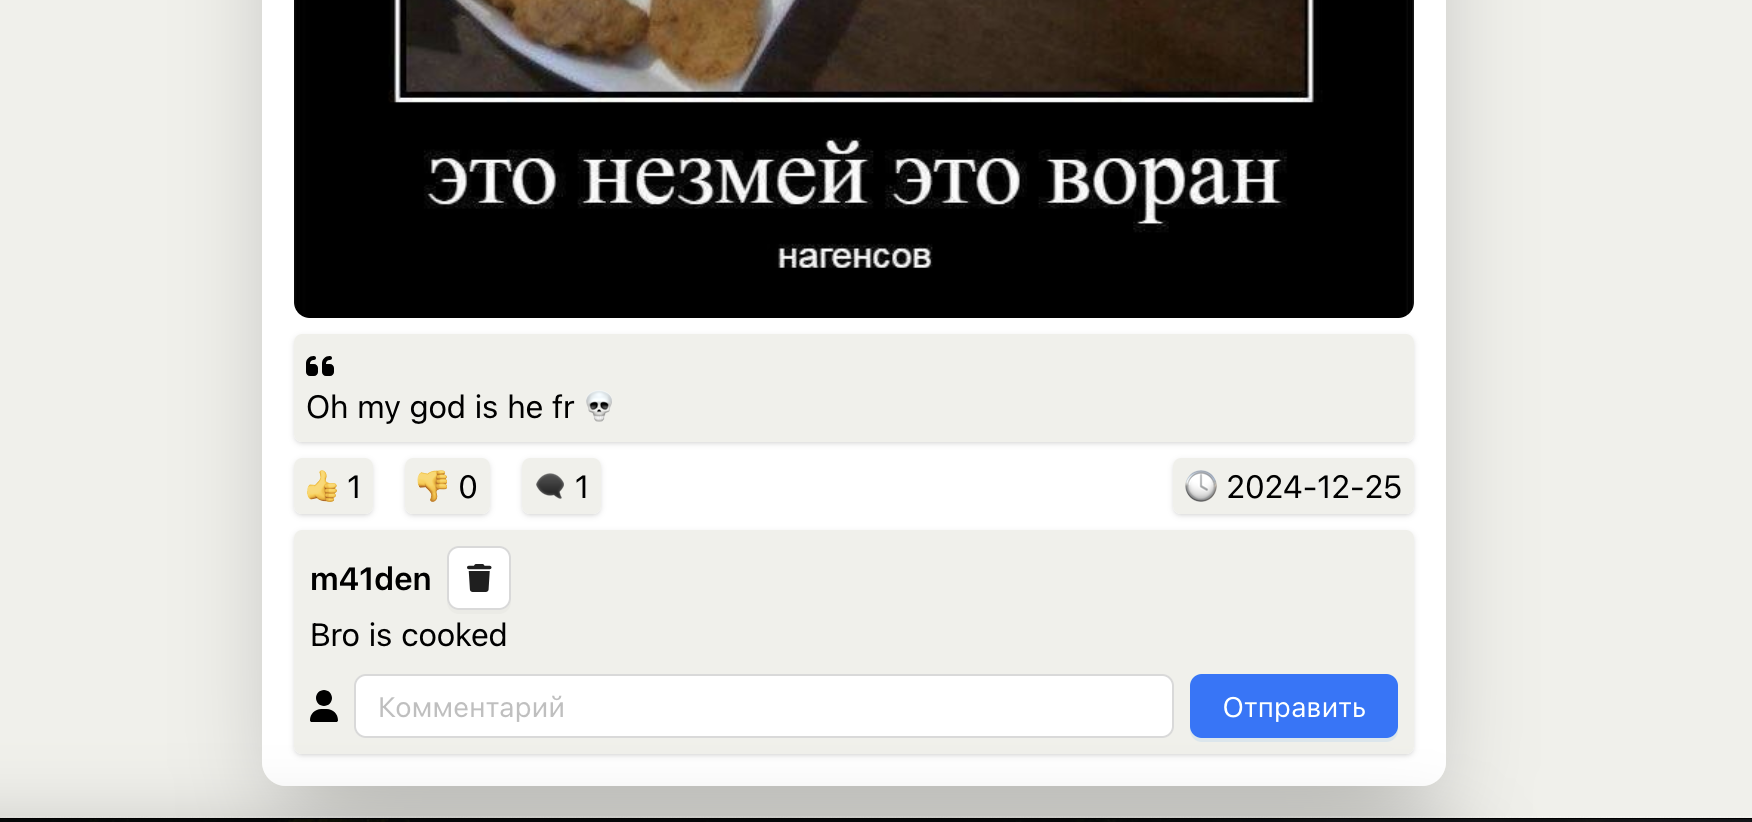 это незмей это воран
нагенсов
❝
Oh my god is he fr 💀
👍 1 👎 0 🗨 1 🕓 2024-12-25
m41den
Bro is cooked
Комментарий Отправить